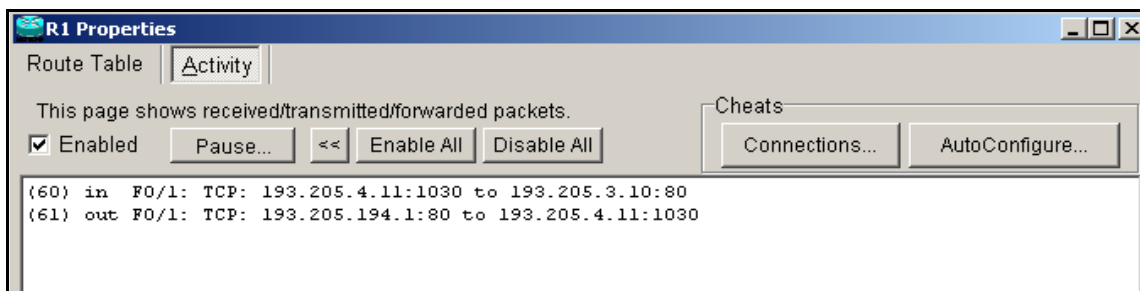 R1 Properties
Route Table Activity
This page shows received/transmitted/forwarded packets.
Cheats
Enabled Pause... << Enable All Disable All Connections... AutoConfigure...
(60) in F0/1: TCP: 193.205.4.11:1030 to 193.205.3.10:80
(61) out F0/1: TCP: 193.205.194.1:80 to 193.205.4.11:1030